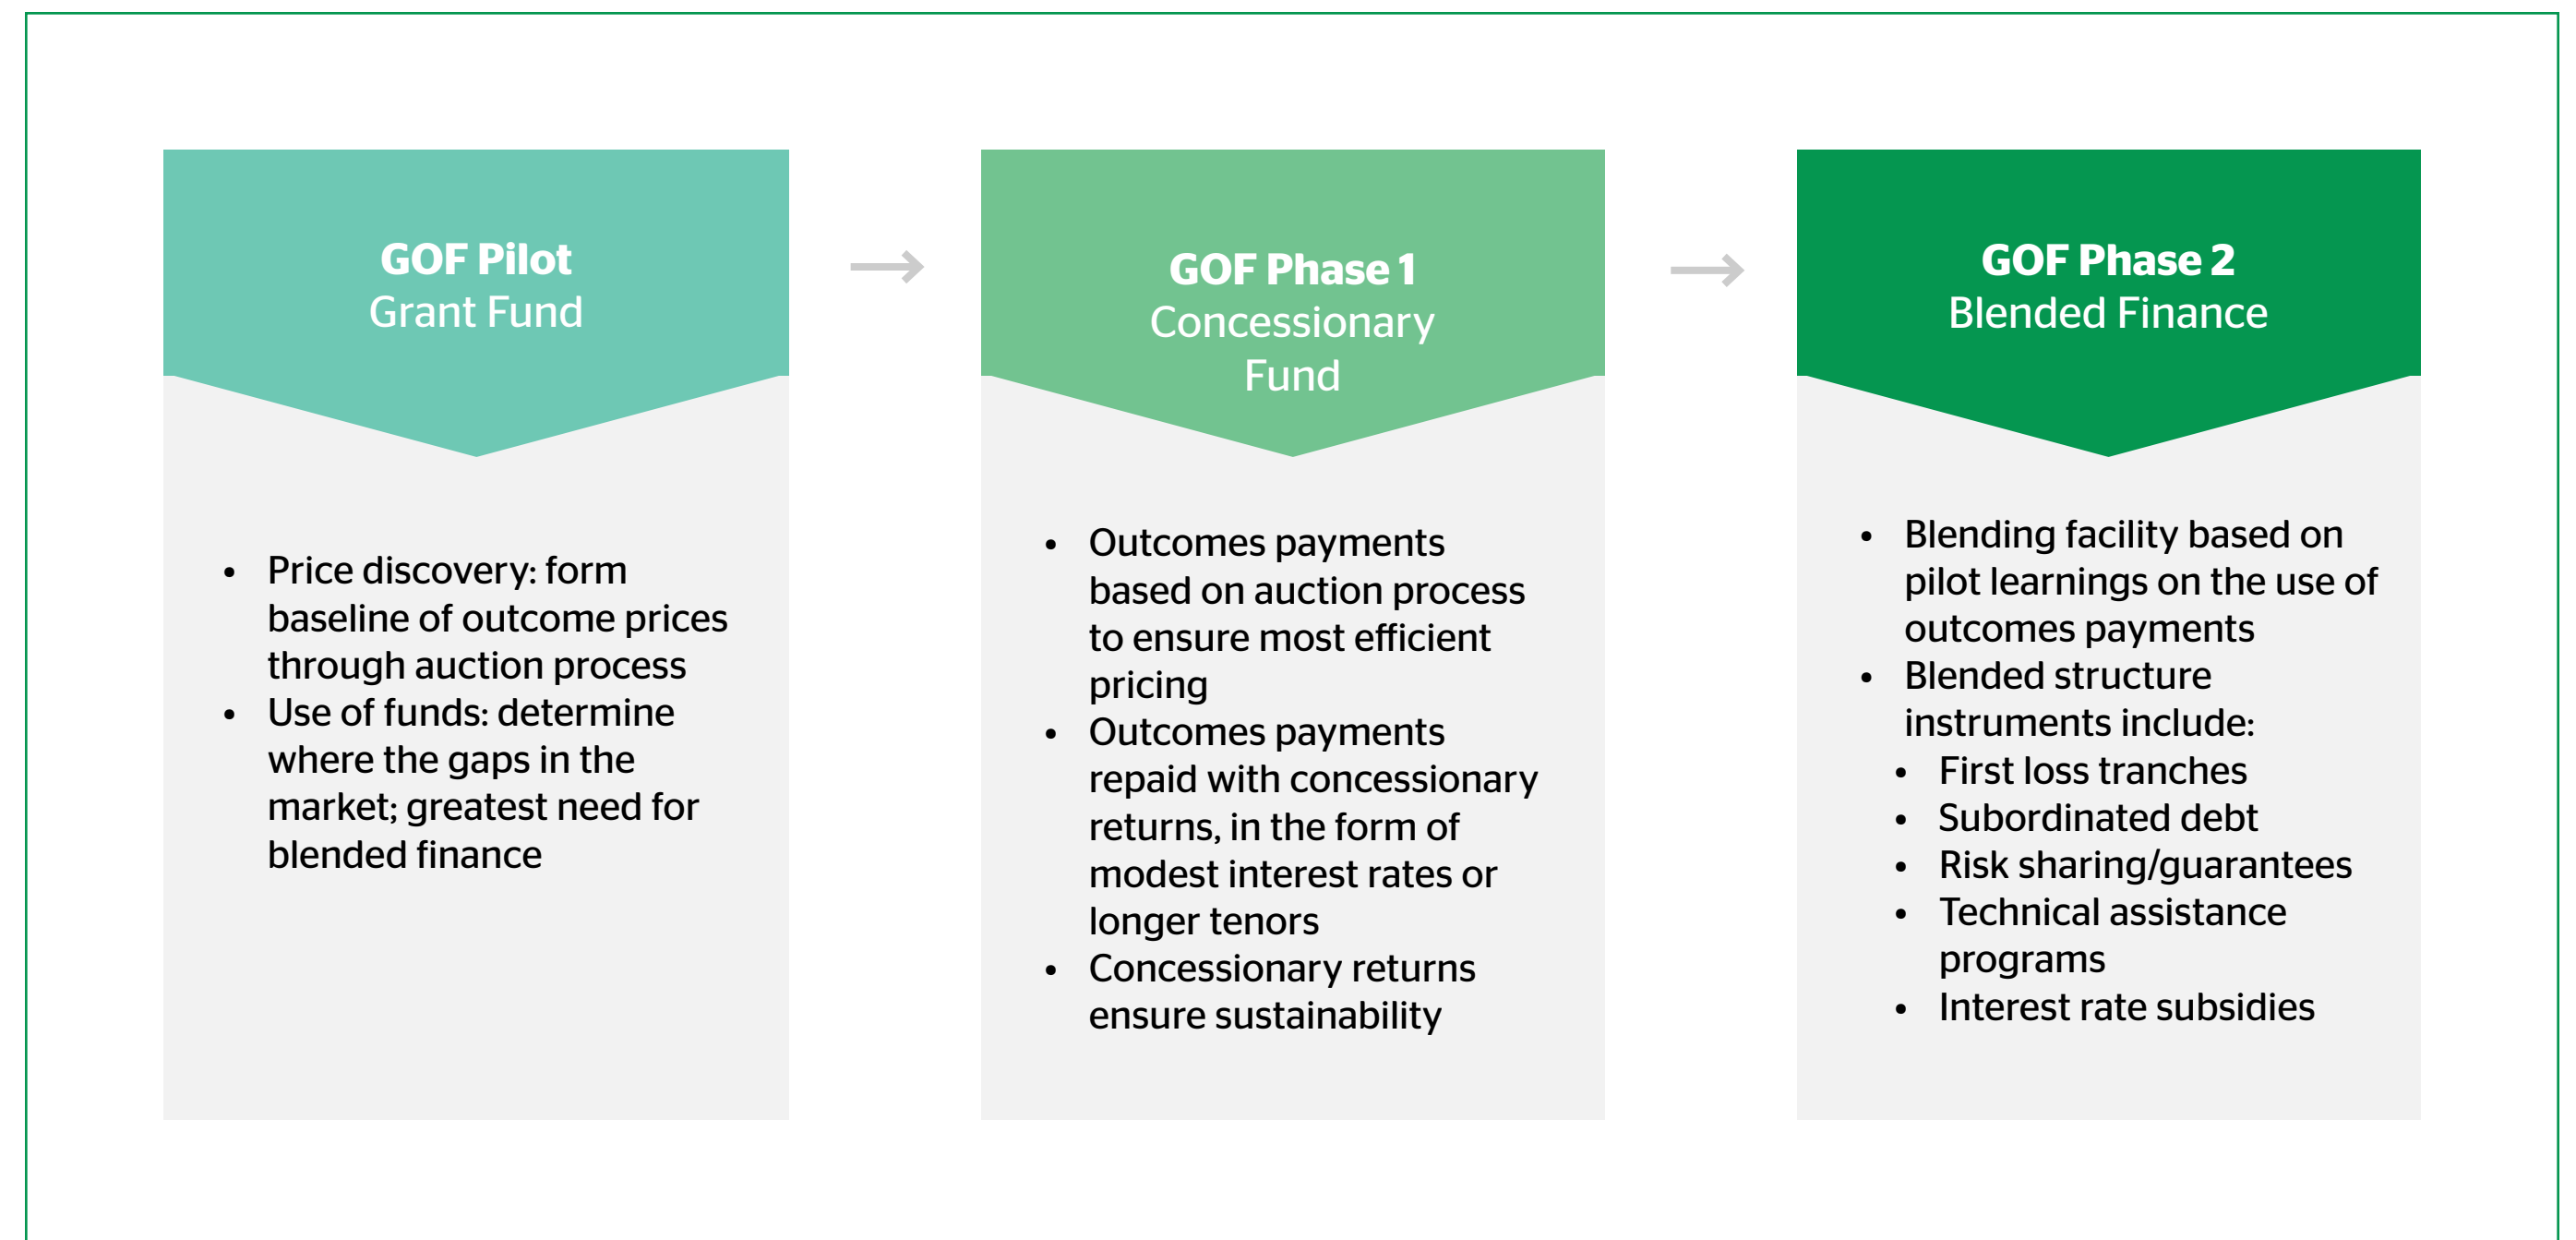 GOF Pilot
Grant Fund
• Price discovery: form
baseline of outcome prices
through auction process
• Use of funds: determine
where the gaps in the
market; greatest need for
blended finance
→
GOF Phase 1
Concessionary
Fund
• Outcomes payments
based on auction process
to ensure most efficient
pricing
• Outcomes payments
repaid with concessionary
returns, in the form of
modest interest rates or
longer tenors
• Concessionary returns
ensure sustainability
→
GOF Phase 2
Blended Finance
• Blending facility based on
pilot learnings on the use of
outcomes payments
• Blended structure
instruments include:
• First loss tranches
• Subordinated debt
• Risk sharing/guarantees
• Technical assistance
programs
• Interest rate subsidies